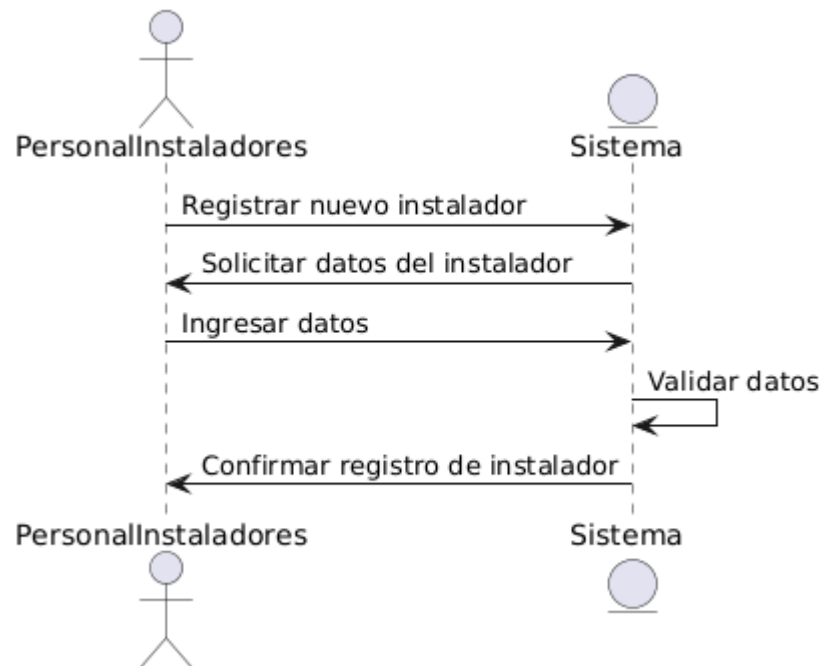 PersonalInstaladores
Sistema
Registrar nuevo instalador
Solicitar datos del instalador
Ingresar datos
Validar datos
Confirmar registro de instalador
PersonalInstaladores
Sistema